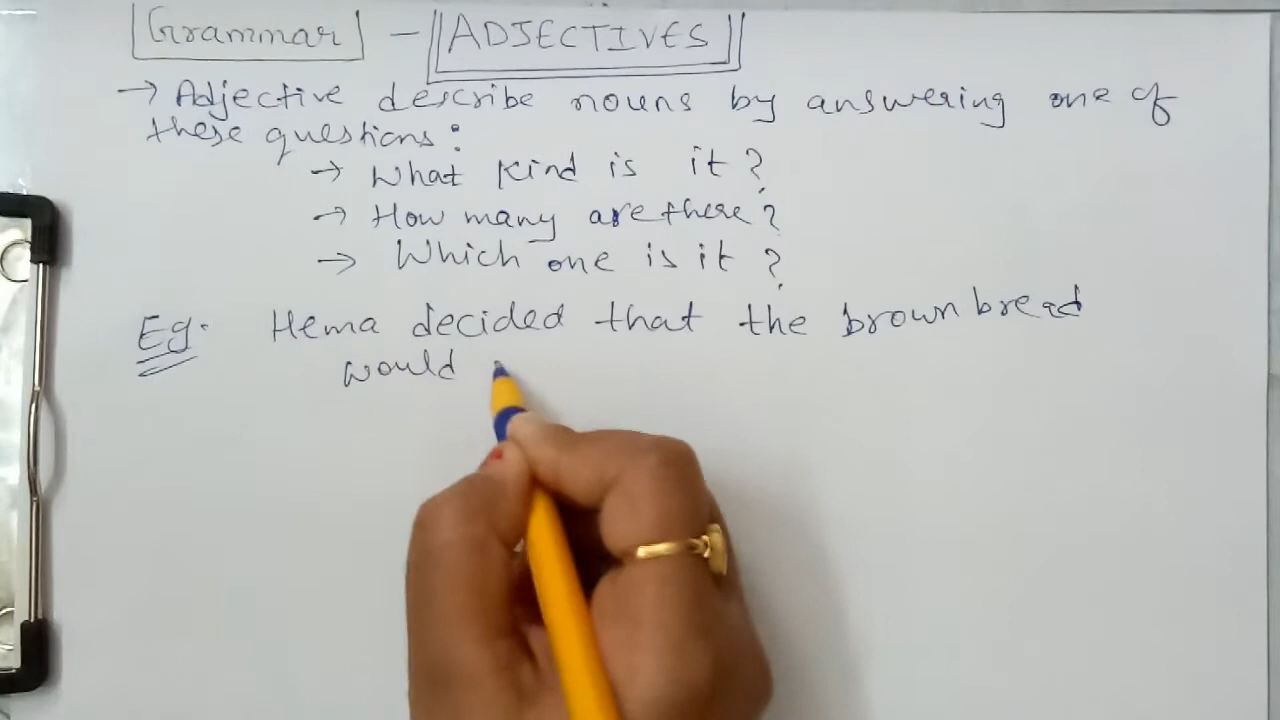 Grammar - ADJECTIVES
→ Adjective describe nouns by answering one of
these questions:
→ What kind is it?
→ How many are there?
→ Which one is it?
Eg. Hema decided that the brown bread
would